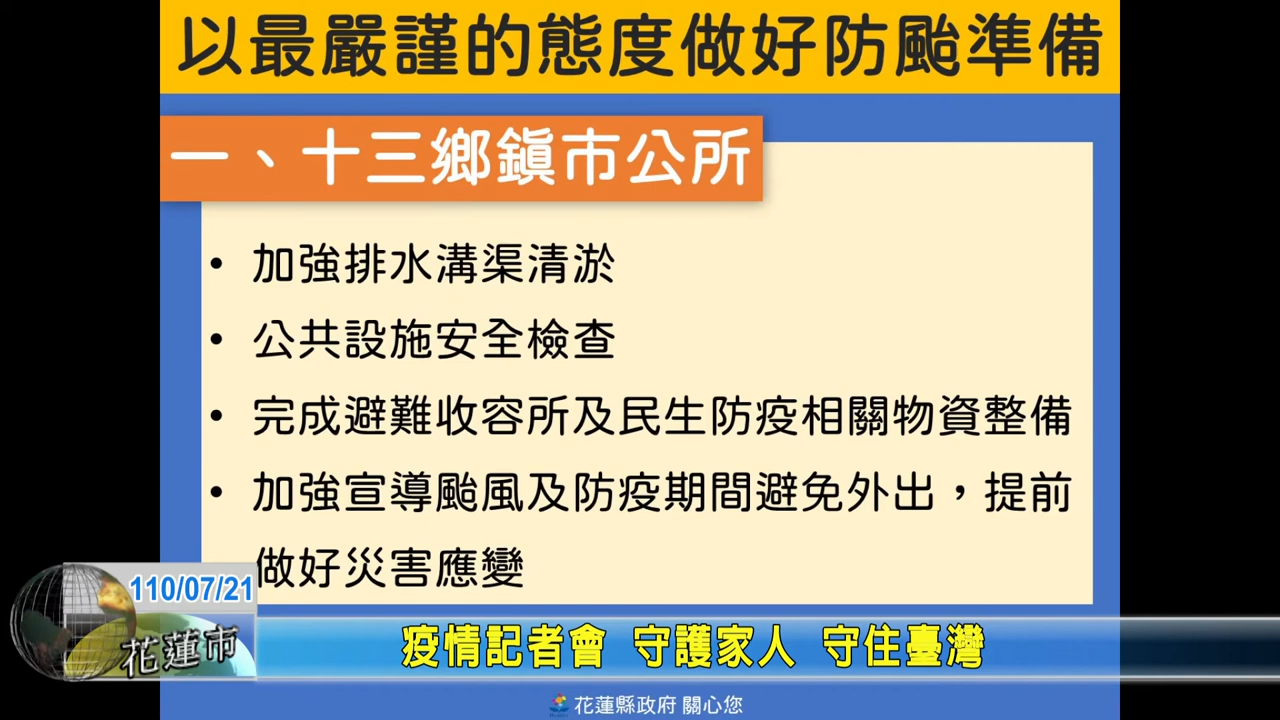 以最嚴謹的態度做好防颱準備
一、十三鄉鎭市公所
• 加強排水溝渠清淤
• 公共設施安全檢查
• 完成避難收容所及民生防疫相關物資整備
• 加強宣導颱風及防疫期間避免外出，提前
做好災害應變
110/07/21
花蓮市
疫情記者會 守護家人 守住臺灣
花蓮縣政府 關心您